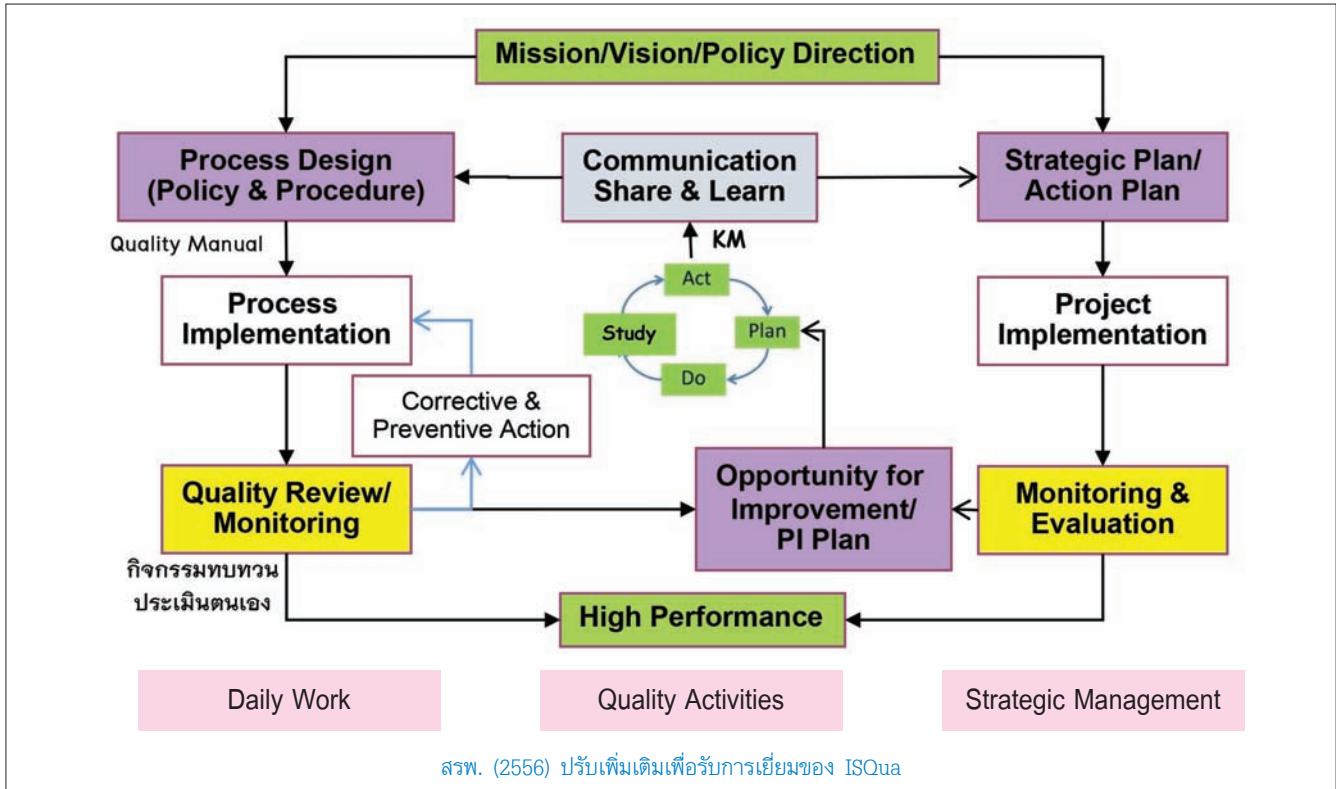 Mission/Vision/Policy Direction
Process Design
(Policy & Procedure)
Communication
Share & Learn
Strategic Plan/
Action Plan
Quality Manual
KM
Act
Plan
Do
Study
Process
Implementation
Project
Implementation
Corrective &
Preventive Action
Quality Review/
Monitoring
Opportunity for
Improvement/
PI Plan
Monitoring &
Evaluation
กิจกรรมทบทวน
ประเมินตนเอง
High Performance
Daily Work
Quality Activities
Strategic Management
สรพ. (2556) ปรับเพิ่มเติมเพื่อรับการเยี่ยมของ ISQua